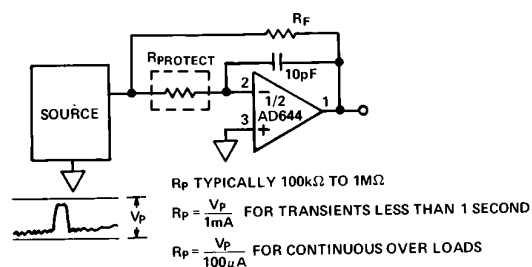 RF
RPROTECT
10pF
SOURCE
2
1/2
AD644
1
3
−
+
RP TYPICALLY 100kΩ TO 1MΩ
VP
RP = VP/1mA FOR TRANSIENTS LESS THAN 1 SECOND
RP = VP/100μA FOR CONTINUOUS OVER LOADS